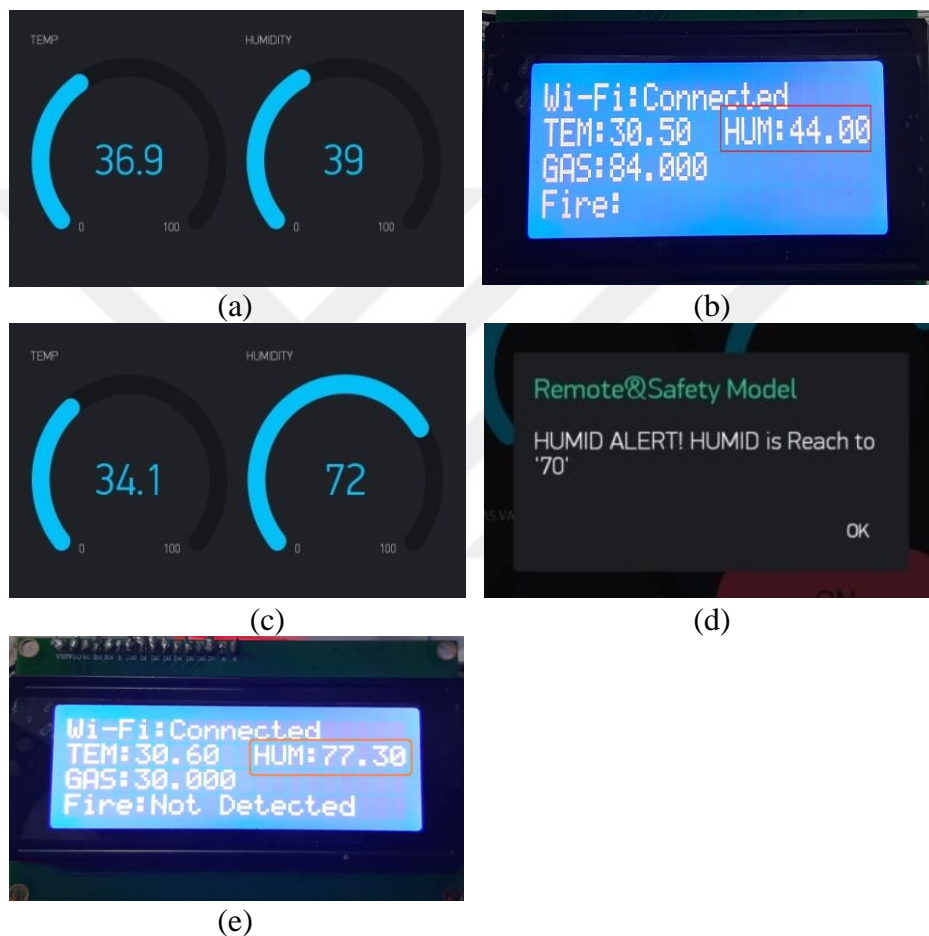 TEMP HUMIDITY
36.9 39
0 100 0 100
Wi-Fi:Connected
TEM:30.50 HUM:44.00
GAS:84.000
Fire:
(a) (b)
TEMP HUMIDITY
34.1 72
0 100 0 100
Remote&Safety Model
HUMID ALERT! HUMID is Reach to
'70'
OK
(c) (d)
Wi-Fi:Connected
TEM:30.60 HUM:77.30
GAS:30.000
Fire:Not Detected
(e)